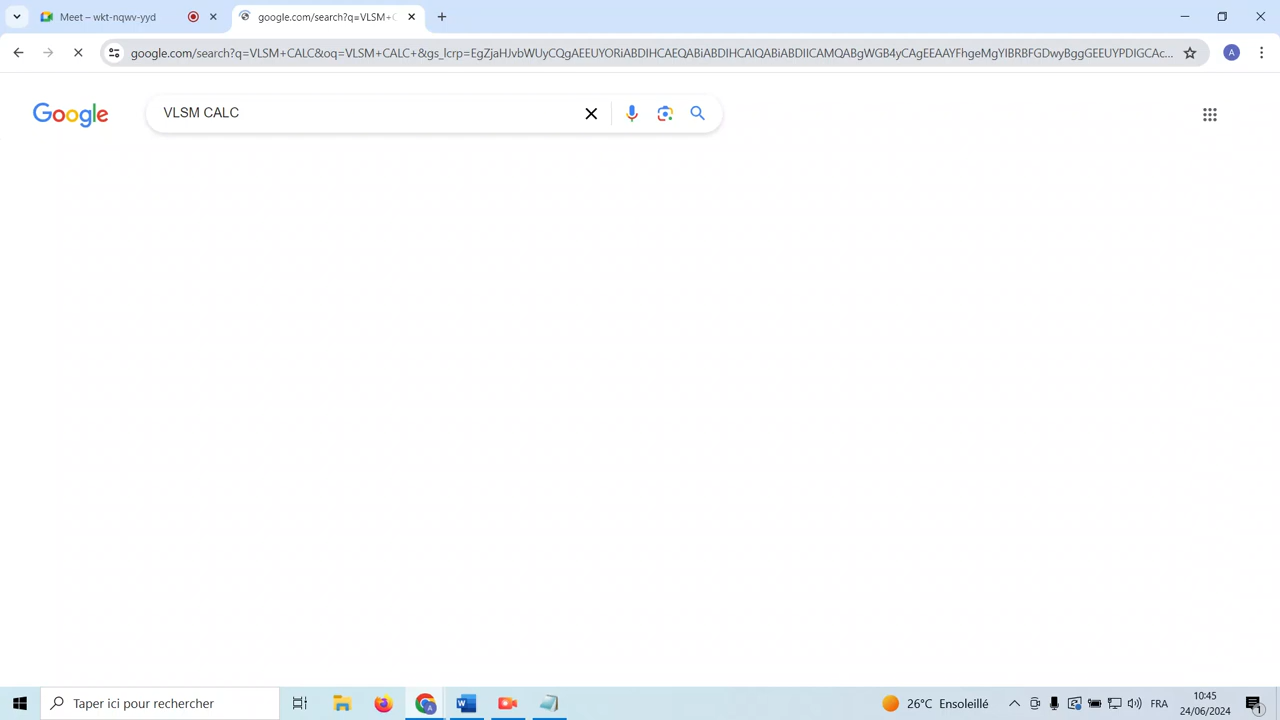 Meet – wkt-nqwv-yyd
google.com/search?q=VLSM+C
google.com/search?q=VLSM+CALC&oq=VLSM+CALC+&gs_lcrp=EgZjaHJvbWUyCQgAEEUYORiABDIHCAEQABiABDIHCAIQABiABDIICAMQABgWGB4yCAgEEAAYFhgeMgYIBRBFGDwyBggGEEUYPDIGCAc...
A
Google
VLSM CALC
Taper ici pour rechercher
26°C Ensoleillé
FRA
10:45
24/06/2024
1